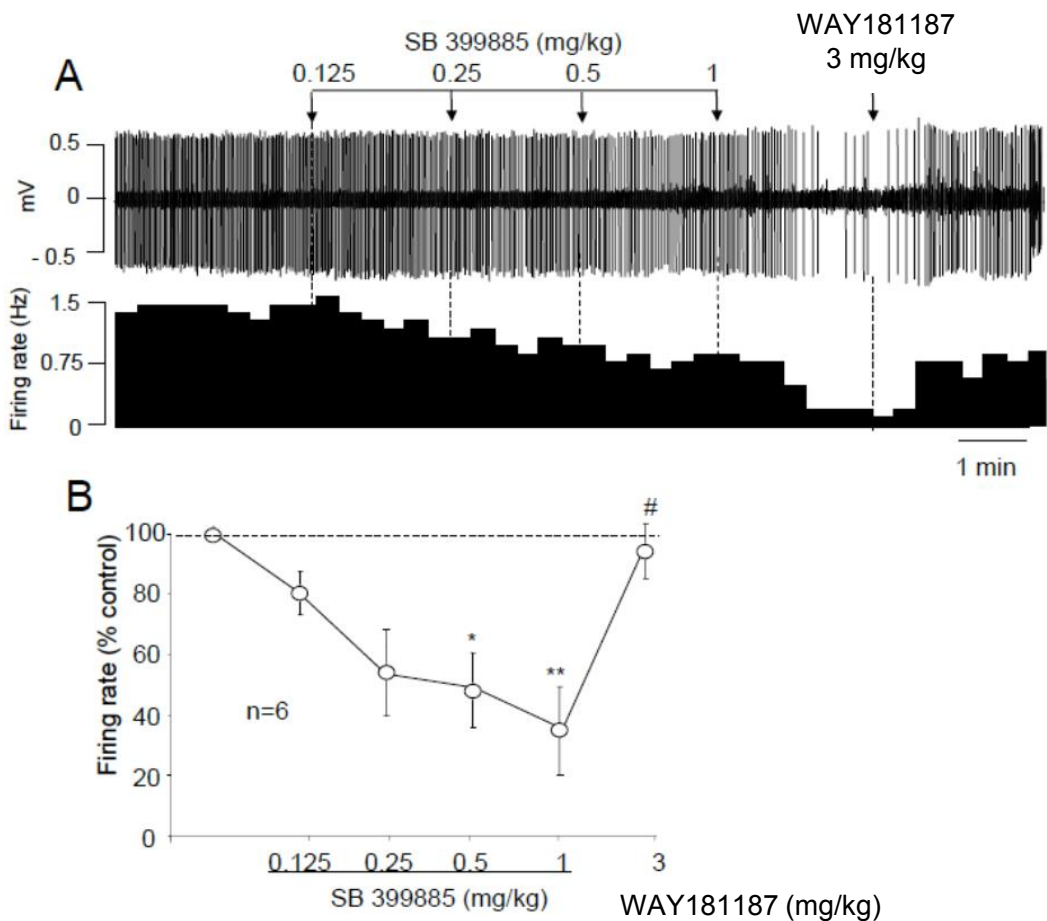 A
SB 399885 (mg/kg)
0.125 0.25 0.5 1
WAY181187
3 mg/kg
mV
0.5
0
- 0.5
Firing rate (Hz)
1.5
0.75
0
1 min
B
Firing rate (% control)
100
80
60
40
20
0
n=6
*
**
#
0.125 0.25 0.5 1 3
SB 399885 (mg/kg)
WAY181187 (mg/kg)